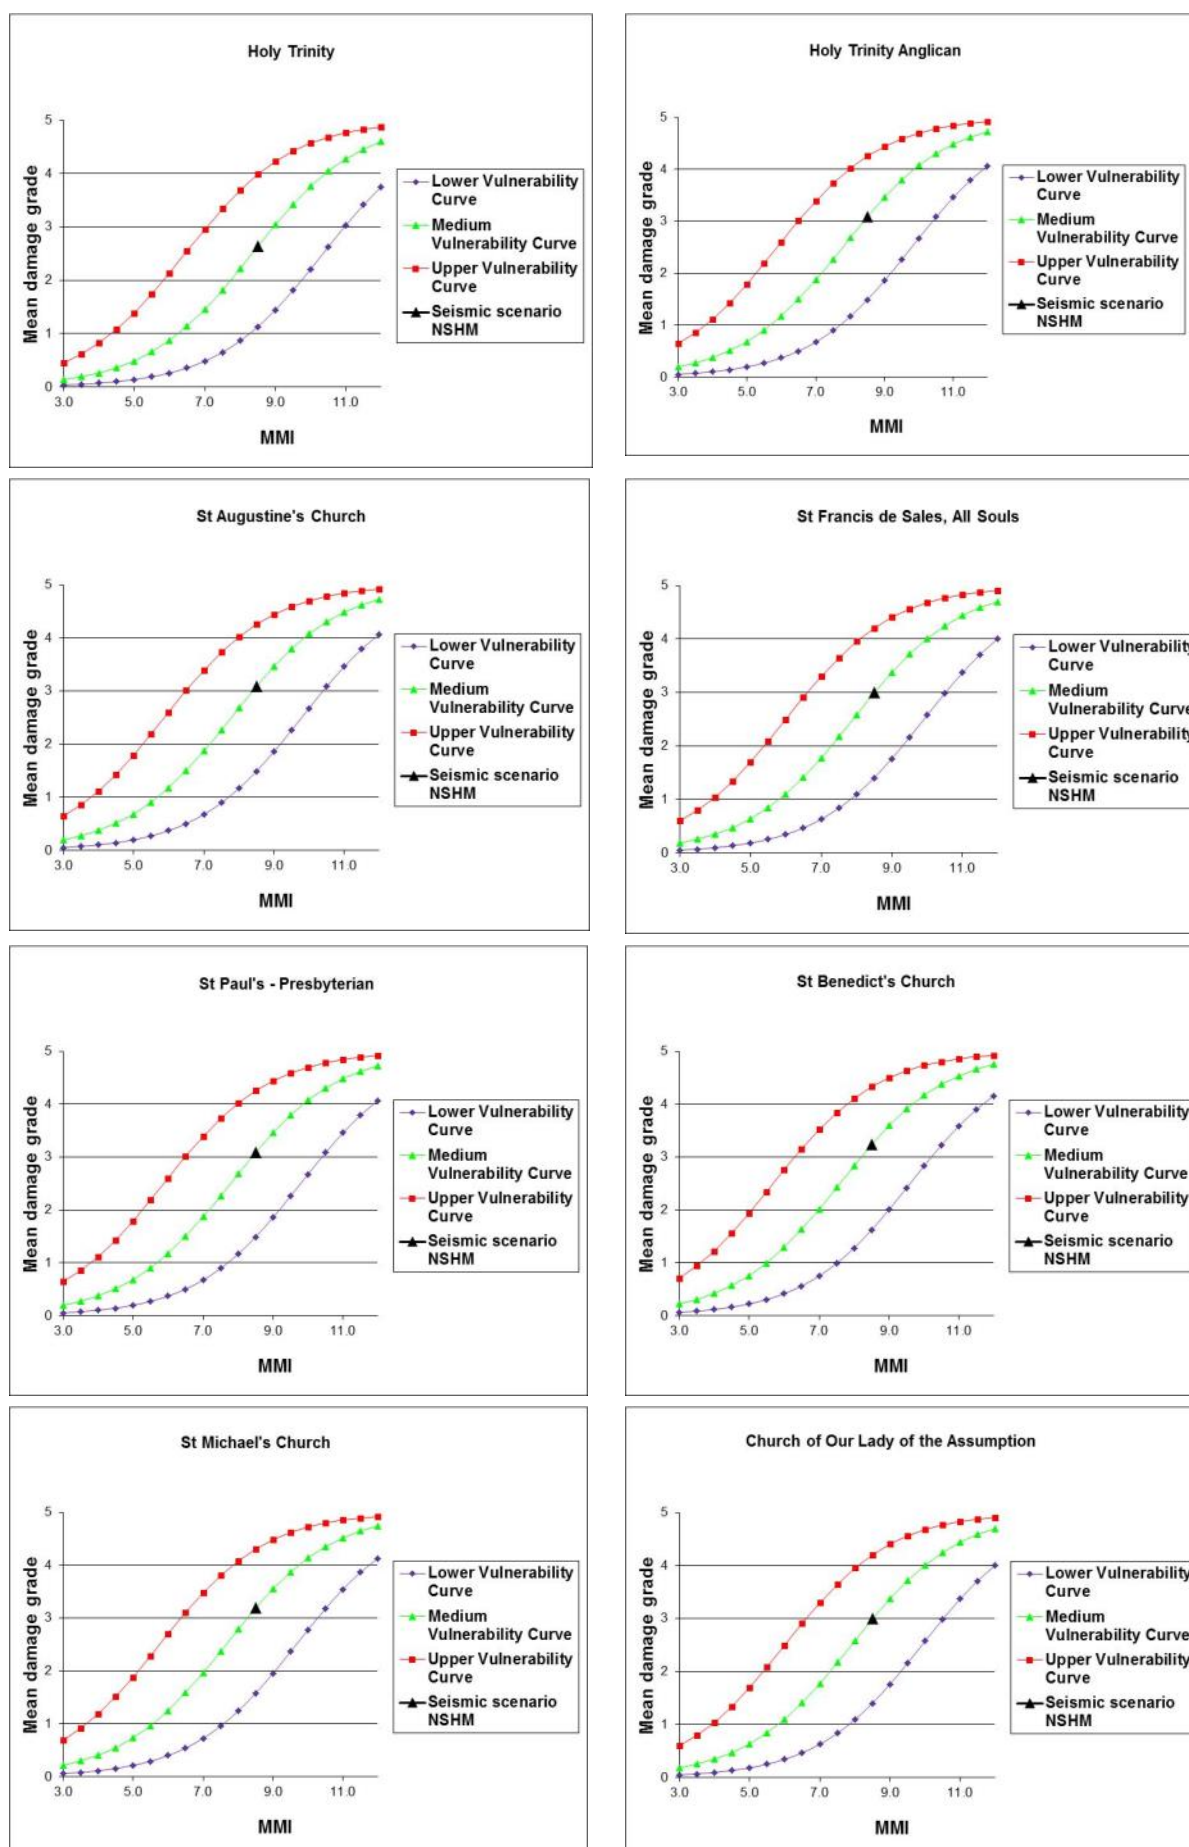 Holy Trinity
Mean damage grade
5
4
3
2
1
0
3.0 5.0 7.0 9.0 11.0
MMI
Lower Vulnerability
Curve
Medium
Vulnerability Curve
Upper Vulnerability
Curve
Seismic scenario
NSHM
Holy Trinity Anglican
Mean damage grade
5
4
3
2
1
0
3.0 5.0 7.0 9.0 11.0
MMI
Lower Vulnerability
Curve
Medium
Vulnerability Curve
Upper Vulnerability
Curve
Seismic scenario
NSHM
St Augustine's Church
Mean damage grade
5
4
3
2
1
0
3.0 5.0 7.0 9.0 11.0
MMI
Lower Vulnerability
Curve
Medium
Vulnerability Curve
Upper Vulnerability
Curve
Seismic scenario
NSHM
St Francis de Sales, All Souls
Mean damage grade
5
4
3
2
1
0
3.0 5.0 7.0 9.0 11.0
MMI
Lower Vulnerability
Curve
Medium
Vulnerability Curve
Upper Vulnerability
Curve
Seismic scenario
NSHM
St Paul's - Presbyterian
Mean damage grade
5
4
3
2
1
0
3.0 5.0 7.0 9.0 11.0
MMI
Lower Vulnerability
Curve
Medium
Vulnerability Curve
Upper Vulnerability
Curve
Seismic scenario
NSHM
St Benedict's Church
Mean damage grade
5
4
3
2
1
0
3.0 5.0 7.0 9.0 11.0
MMI
Lower Vulnerability
Curve
Medium
Vulnerability Curve
Upper Vulnerability
Curve
Seismic scenario
NSHM
St Michael's Church
Mean damage grade
5
4
3
2
1
0
3.0 5.0 7.0 9.0 11.0
MMI
Lower Vulnerability
Curve
Medium
Vulnerability Curve
Upper Vulnerability
Curve
Seismic scenario
NSHM
Church of Our Lady of the Assumption
Mean damage grade
5
4
3
2
1
0
3.0 5.0 7.0 9.0 11.0
MMI
Lower Vulnerability
Curve
Medium
Vulnerability Curve
Upper Vulnerability
Curve
Seismic scenario
NSHM